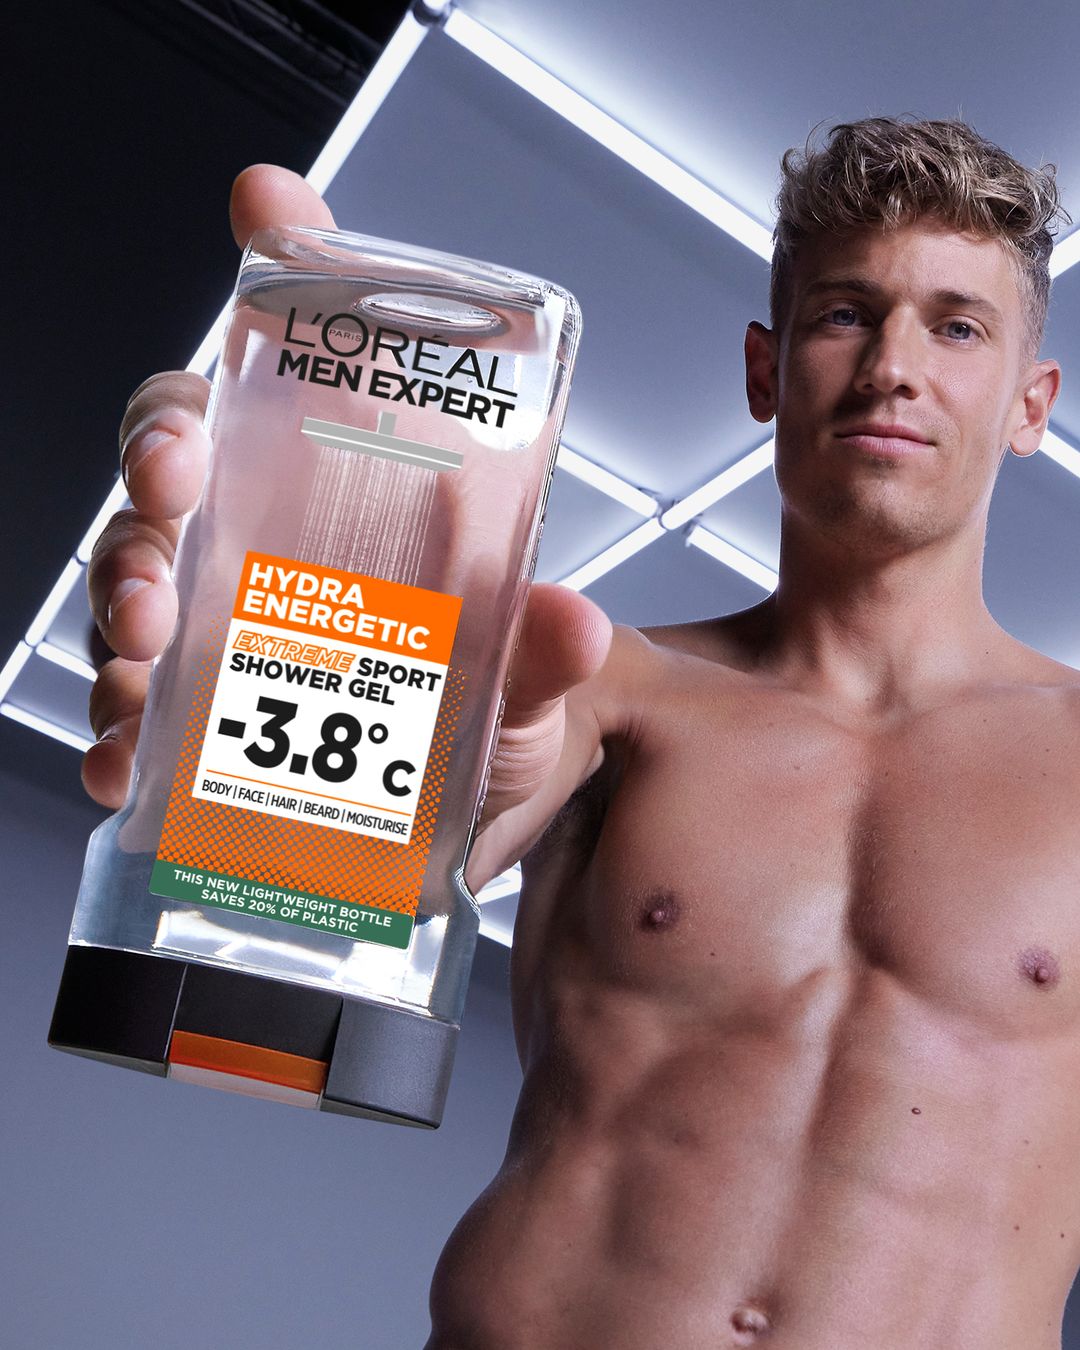 L'ORÉAL
PARIS
MEN EXPERT
HYDRA
ENERGETIC
EXTREME SPORT
SHOWER GEL
-3.8° C
BODY | FACE | HAIR | BEARD | MOISTURISE
THIS NEW LIGHTWEIGHT BOTTLE
SAVES 20% OF PLASTIC